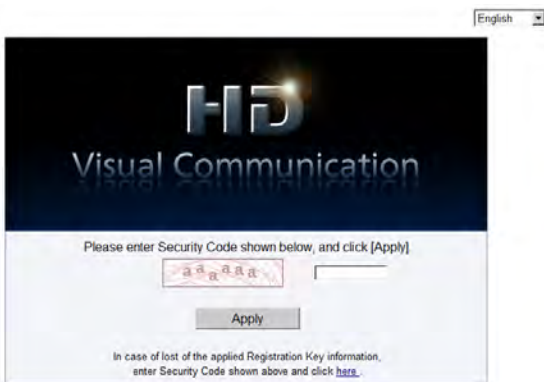 English
HD
Visual Communication
Please enter Security Code shown below, and click [Apply]
a a a a a a
Apply
In case of lost of the applied Registration Key information,
enter Security Code shown above and click here .